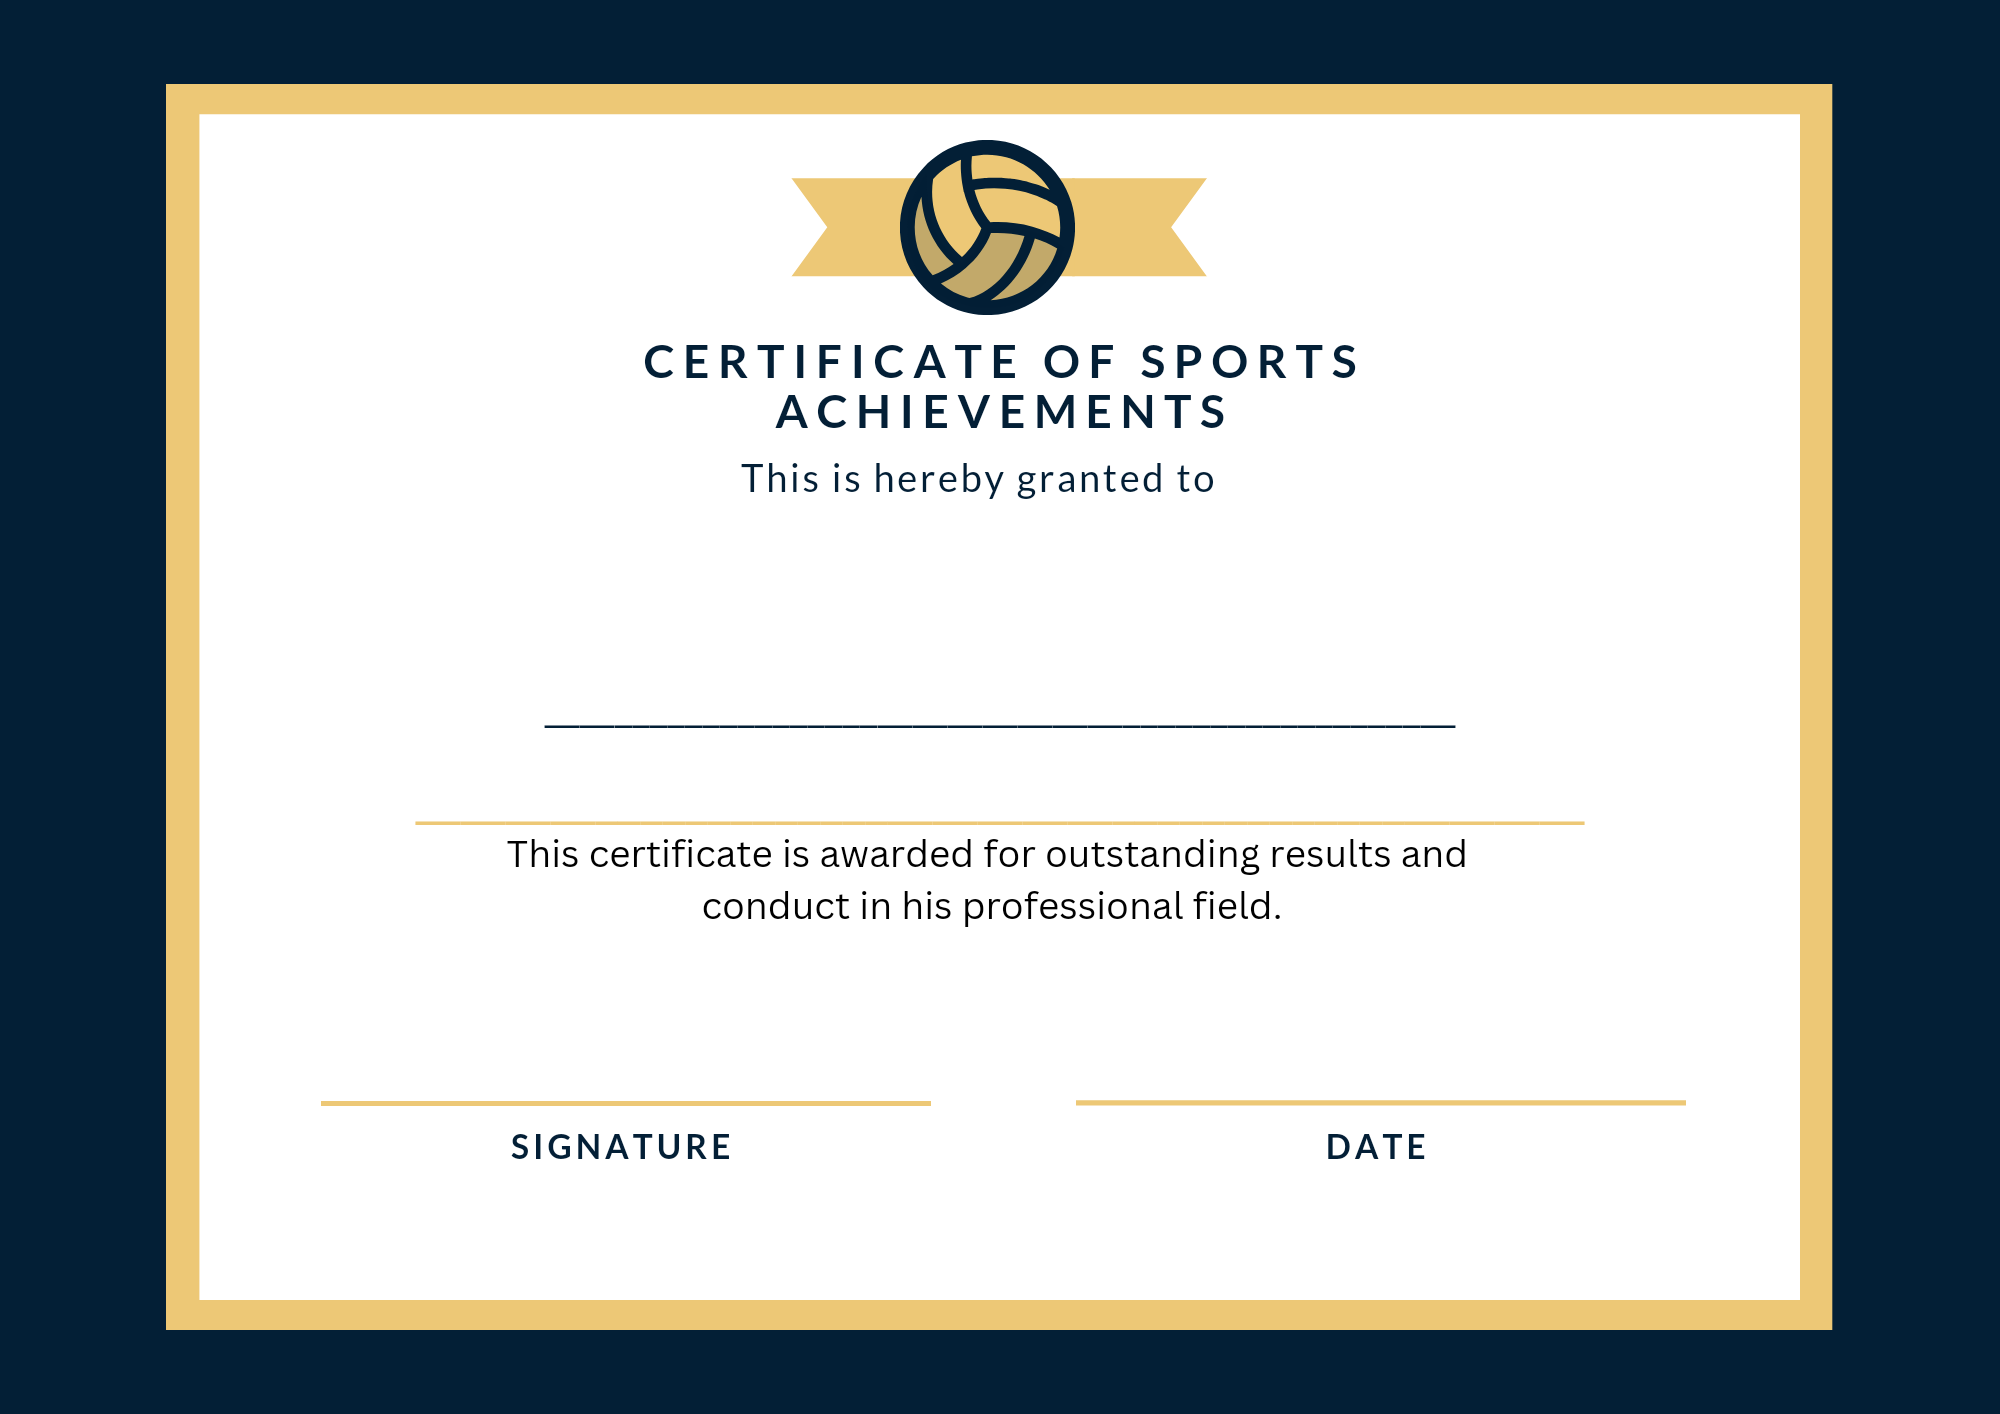 CERTIFICATE OF SPORTS
ACHIEVEMENTS
This is hereby granted to
____________________________________________________
This certificate is awarded for outstanding results and
conduct in his professional field.
SIGNATURE
DATE